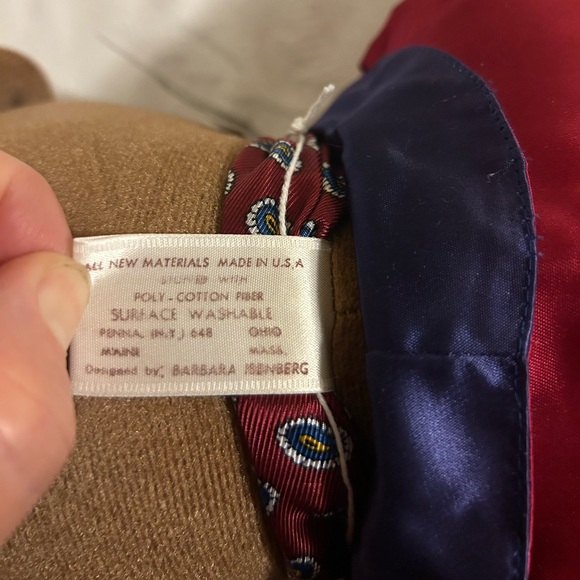 ALL NEW MATERIALS MADE IN U.S.A
STUFFED WITH
POLY-COTTON FIBER
SURFACE WASHABLE
PENNA. (N.Y.) 648 OHIO
MAINE MASS.
Designed by: BARBARA ISENBERG